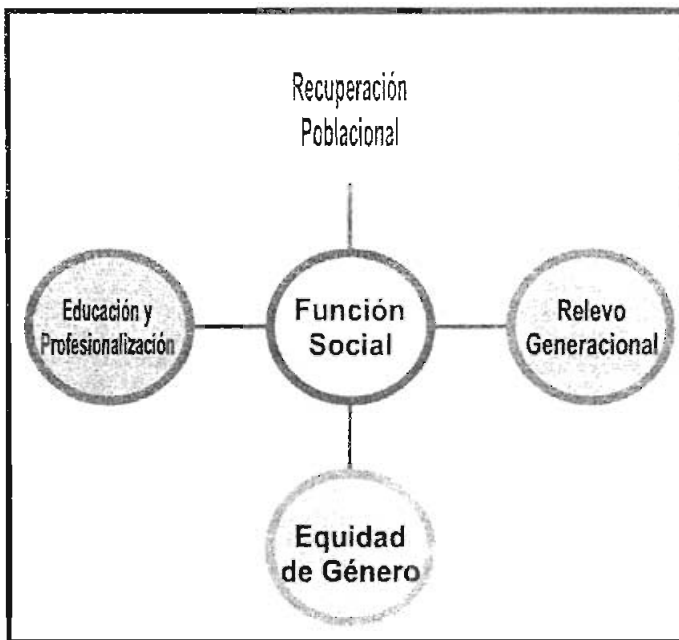 Recuperación
Poblacional
Educación y
Profesionalización
Función
Social
Relevo
Generacional
Equidad
de Género